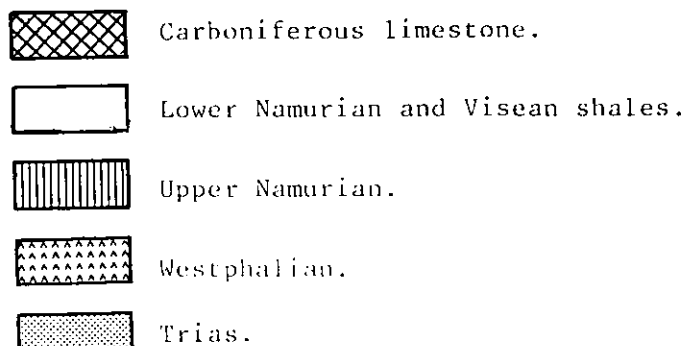 Carboniferous limestone.
Lower Namurian and Visean shales.
Upper Namurian.
Westphalian.
Trias.